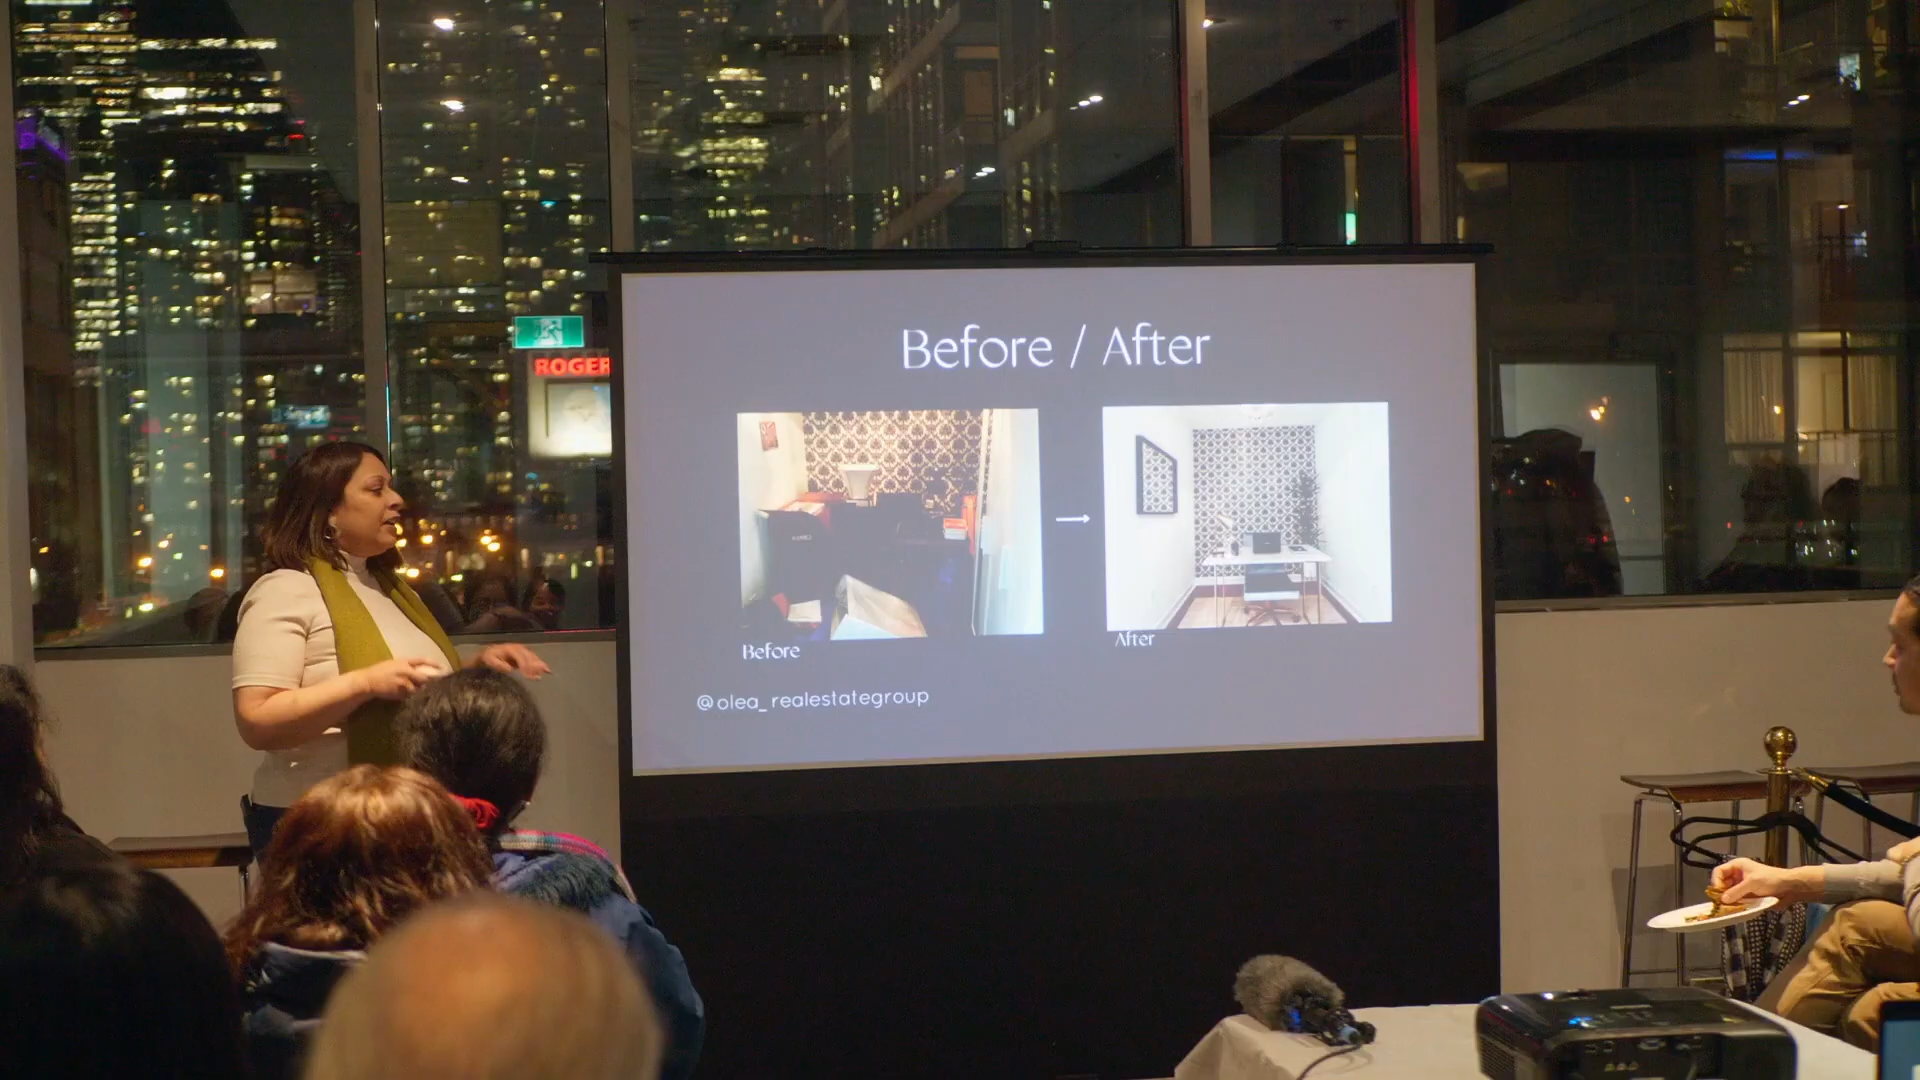 ROGER
Before / After
Before
After
@olea_realestategroup